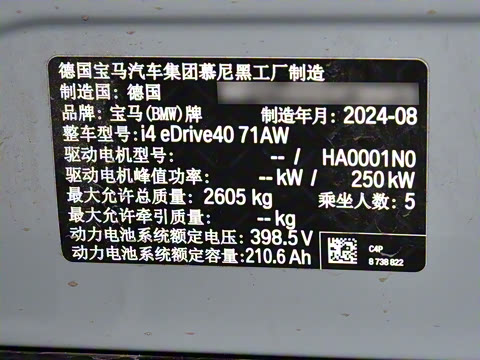 德国宝马汽车集团慕尼黑工厂制造
制造国: 德国
品牌: 宝马(BMW)牌 制造年月: 2024-08
整车型号: i4 eDrive40 71AW
驱动电机型号: -- / HA0001N0
驱动电机峰值功率: -- kW / 250 kW
最大允许总质量: 2605 kg 乘坐人数: 5
最大允许牵引质量: -- kg
动力电池系统额定电压: 398.5 V
动力电池系统额定容量: 210.6 Ah
C4P
8 738 822